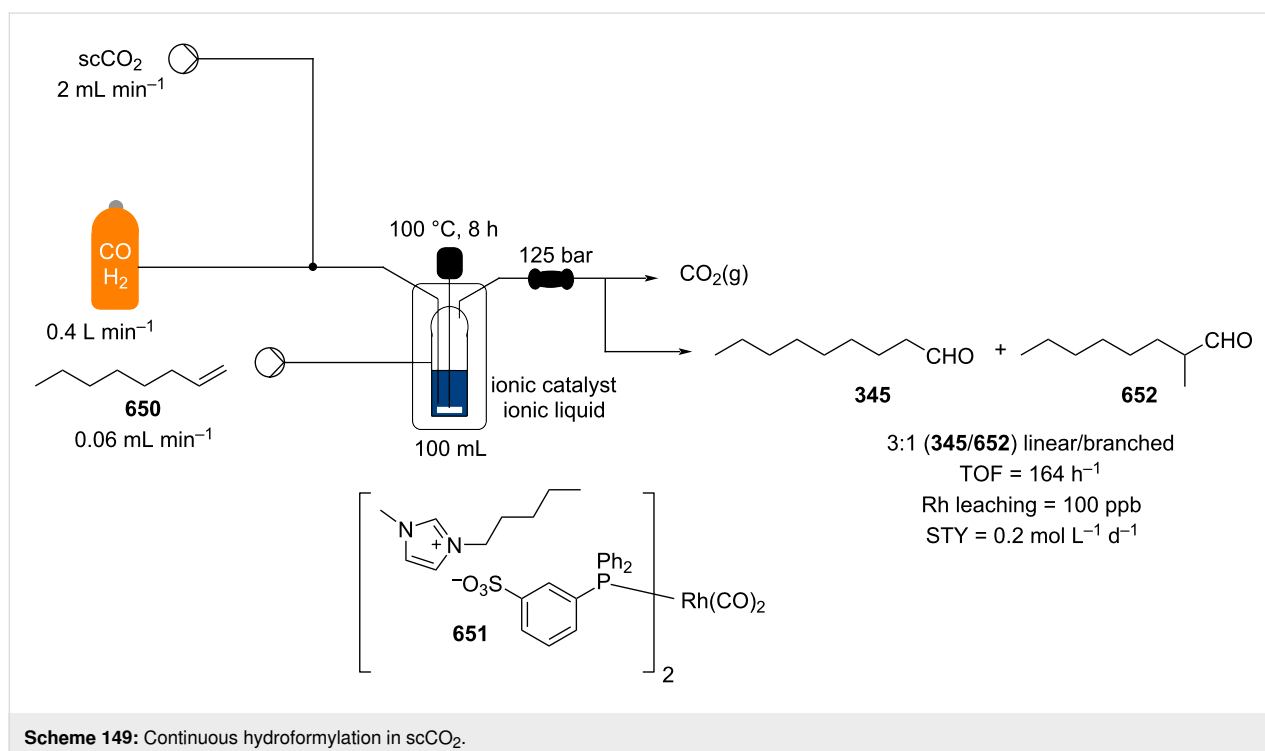 scCO₂
2 mL min⁻¹
CO
H₂
0.4 L min⁻¹
650
0.06 mL min⁻¹
100 °C, 8 h
125 bar
CO₂(g)
ionic catalyst
ionic liquid
100 mL
CHO
+
CHO
345
652
3:1 (345/652) linear/branched
TOF = 164 h⁻¹
Rh leaching = 100 ppb
STY = 0.2 mol L⁻¹ d⁻¹
N
+
N
Ph₂
⁻O₃S
P
Rh(CO)₂
651
2
Scheme 149: Continuous hydroformylation in scCO₂.